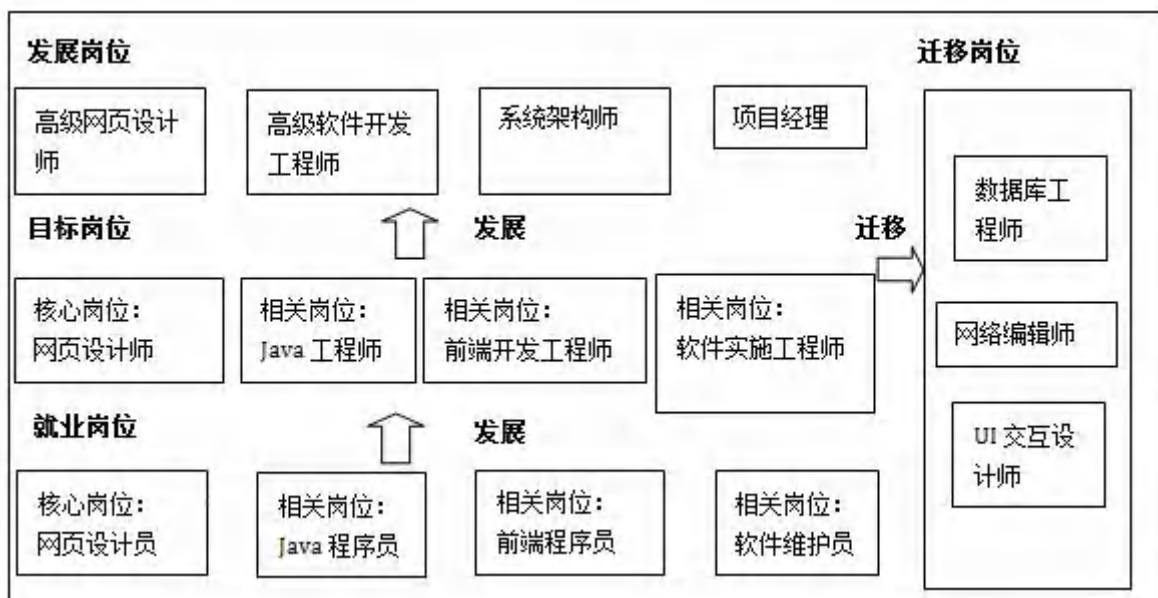 发展岗位
迁移岗位
高级网页设计
师
高级软件开发
工程师
系统架构师
项目经理
数据库工
程师
目标岗位
发展
迁移
核心岗位：
网页设计师
相关岗位：
Java 工程师
相关岗位：
前端开发工程师
相关岗位：
软件实施工程师
网络编辑师
就业岗位
发展
UI 交互设
计师
核心岗位：
网页设计员
相关岗位：
Java 程序员
相关岗位：
前端程序员
相关岗位：
软件维护员